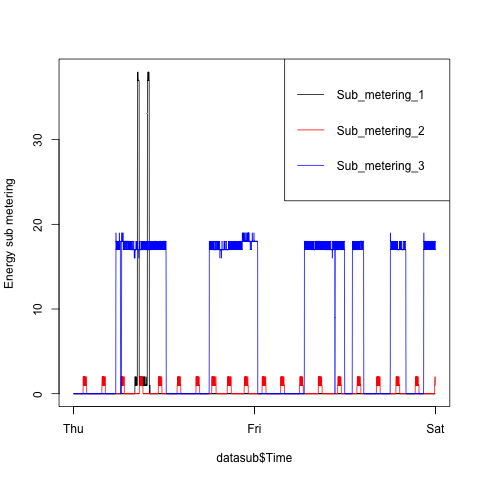 Sub_metering_1
Sub_metering_2
Sub_metering_3
Energy sub metering
30
20
10
0
Thu Fri Sat
datasub$Time